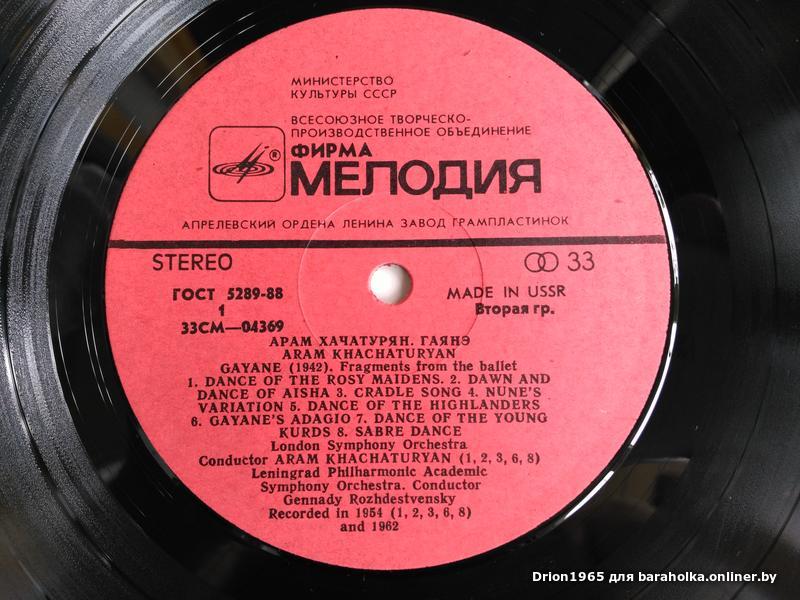 МИНИСТЕРСТВО
КУЛЬТУРЫ СССР
ВСЕСОЮЗНОЕ ТВОРЧЕСКО-
ПРОИЗВОДСТВЕННОЕ ОБЪЕДИНЕНИЕ
ФИРМА
® МЕЛОДИЯ
АПРЕЛЕВСКИЙ ОРДЕНА ЛЕНИНА ЗАВОД ГРАМПЛАСТИНОК
STEREO
33
ГОСТ 5289-88
MADE IN USSR
1
Вторая гр.
33СМ—04369
АРАМ ХАЧАТУРЯН. ГАЯНЭ
ARAM KHACHATURYAN
GAYANE (1942). Fragments from the ballet
1. DANCE OF THE ROSY MAIDENS. 2. DAWN AND
DANCE OF AISHA 3. CRADLE SONG 4. NUNE'S
VARIATION 5. DANCE OF THE HIGHLANDERS
6. GAYANE'S ADAGIO 7. DANCE OF THE YOUNG
KURDS 8. SABRE DANCE
London Symphony Orchestra
Conductor ARAM KHACHATURYAN (1, 2, 3, 6, 8)
Leningrad Philharmonic Academic
Symphony Orchestra. Conductor
Gennady Rozhdestvensky
Recorded in 1954 (1, 2, 3, 6, 8)
and 1962
Drion1965 для baraholka.onliner.by